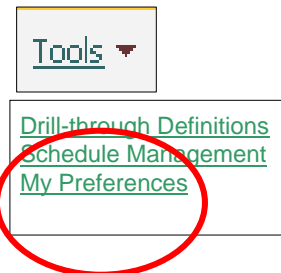 Tools
Drill-through Definitions
Schedule Management
My Preferences